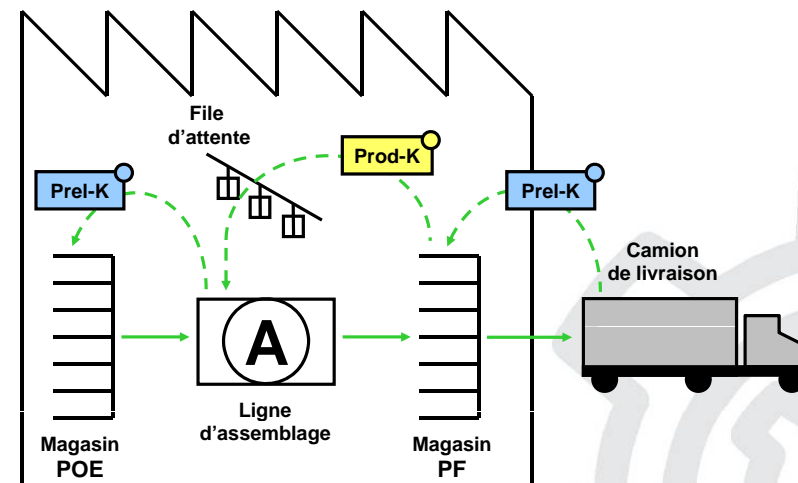 File
d'attente
Prod-K
Prel-K
Prel-K
Camion
de livraison
A
Ligne
d'assemblage
Magasin
POE
Magasin
PF